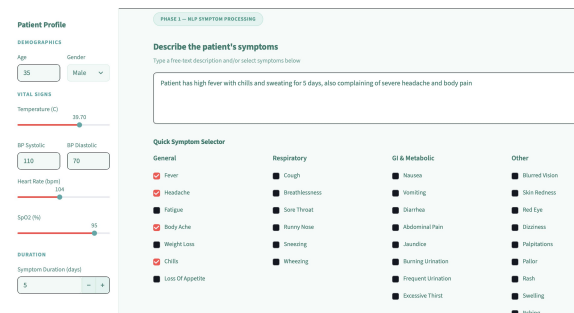 Patient Profile
DEMOGRAPHICS
Age
Gender
35
Male
VITAL SIGNS
Temperature (C)
39.70
BP Systolic
BP Diastolic
110
70
Heart Rate (bpm)
104
SpO2 (%)
95
DURATION
Symptom Duration (days)
5
PHASE 1 — NLP SYMPTOM PROCESSING
Describe the patient's symptoms
Type a free-text description and/or select symptoms below
Patient has high fever with chills and sweating for 5 days, also complaining of severe headache and body pain
Quick Symptom Selector
General
Fever
Headache
Fatigue
Body Ache
Weight Loss
Chills
Loss Of Appetite
Respiratory
Cough
Breathlessness
Sore Throat
Runny Nose
Sneezing
Wheezing
GI & Metabolic
Nausea
Vomiting
Diarrhea
Abdominal Pain
Jaundice
Burning Urination
Frequent Urination
Excessive Thirst
Other
Blurred Vision
Skin Redness
Red Eye
Dizziness
Palpitations
Pallor
Rash
Swelling